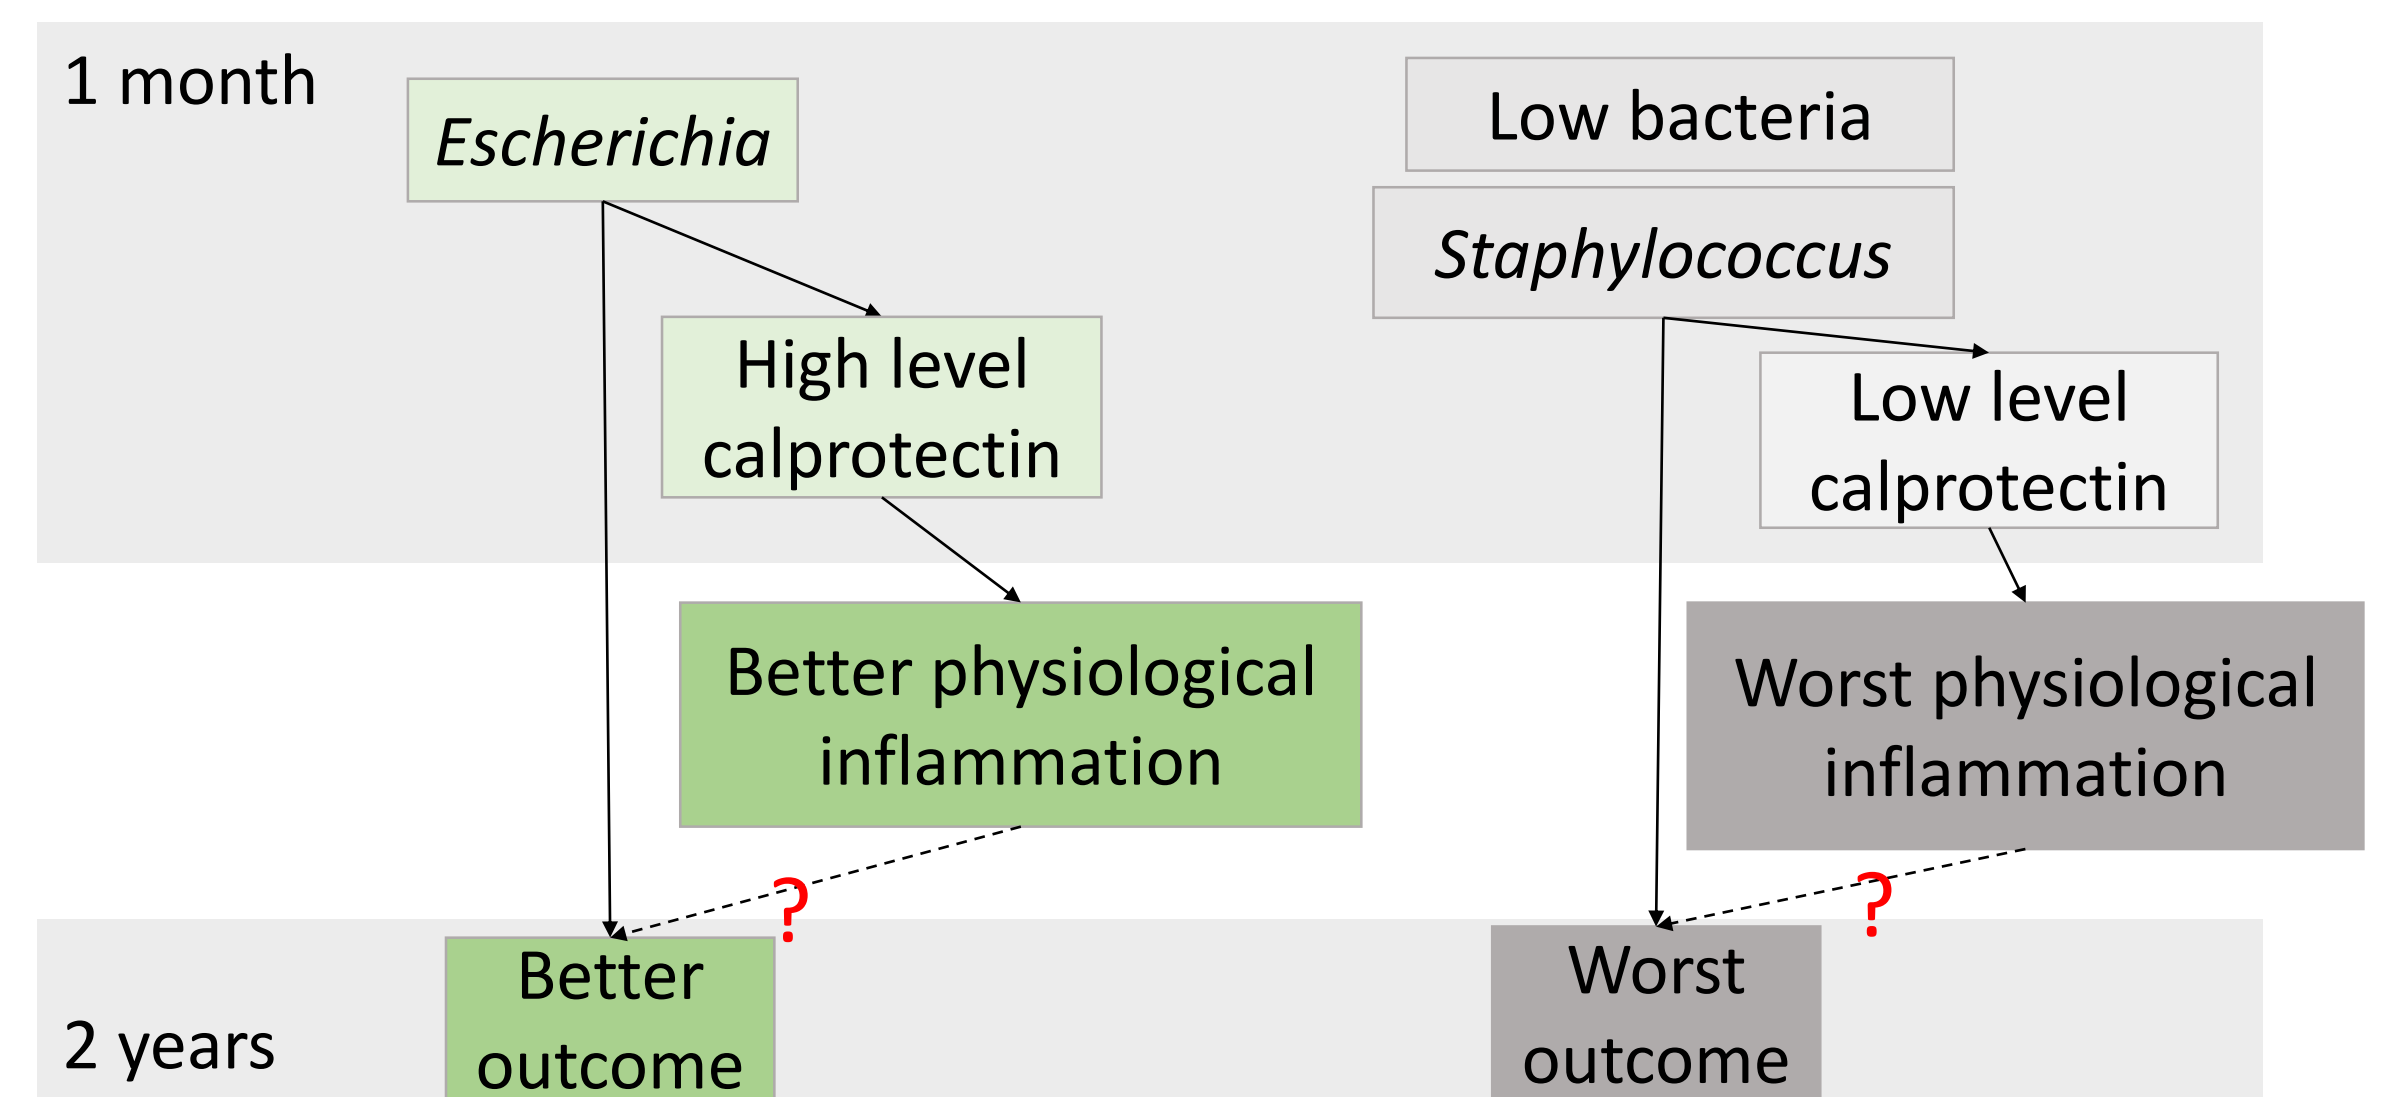 1 month
Escherichia
Low bacteria
Staphylococcus
High level
calprotectin
Low level
calprotectin
Better physiological
inflammation
Worst physiological
inflammation
?
?
2 years
Better
outcome
Worst
outcome